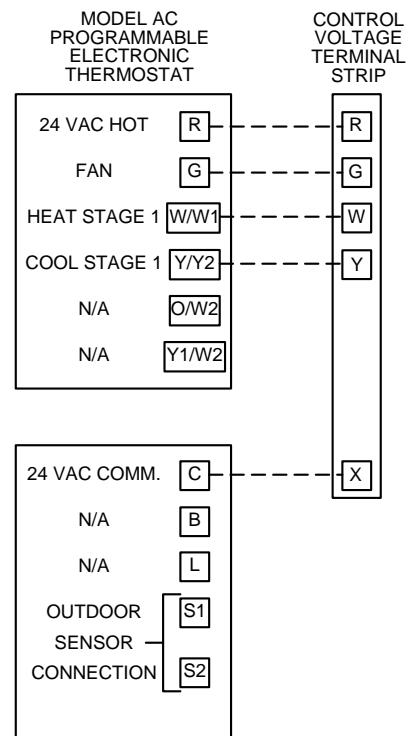 MODEL AC
PROGRAMMABLE
ELECTRONIC
THERMOSTAT
CONTROL
VOLTAGE
TERMINAL
STRIP
24 VAC HOT R R
FAN G G
HEAT STAGE 1 W/W1 W
COOL STAGE 1 Y/Y2 Y
N/A O/W2
N/A Y1/W2
24 VAC COMM. C X
N/A B
N/A L
OUTDOOR S1
SENSOR
CONNECTION S2